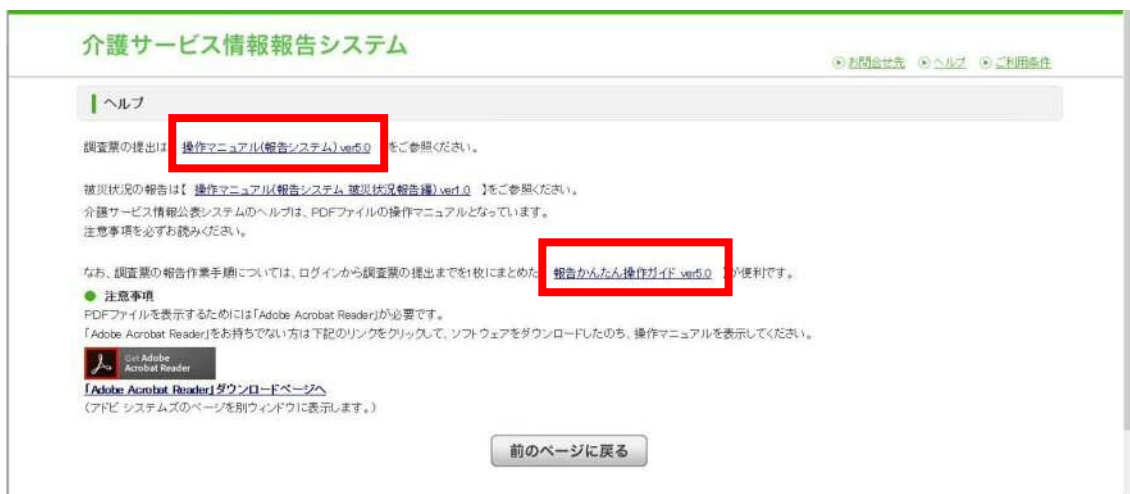 介護サービス情報報告システム
お問合せ先 ヘルプ ご利用条件
ヘルプ
調査票の提出は 操作マニュアル(報告システム) ver5.0 をご参照ください。
被災状況の報告は【 操作マニュアル(報告システム 被災状況報告編) ver1.0 】をご参照ください。
介護サービス情報公表システムのヘルプは、PDFファイルの操作マニュアルとなっています。
注意事項を必ずお読みください。
なお、調査票の報告作業手順については、ログインから調査票の提出までを1枚にまとめた 報告かんたん操作ガイド ver5.0 】が便利です。
● 注意事項
PDFファイルを表示するためには「Adobe Acrobat Reader」が必要です。
「Adobe Acrobat Reader」をお持ちでない方は下記のリンクをクリックして、ソフトウェアをダウンロードしたのち、操作マニュアルを表示してください。
Get Adobe
Acrobat Reader
「Adobe Acrobat Reader」ダウンロードページへ
(アドビ システムズのページを別ウィンドウに表示します。)
前のページに戻る